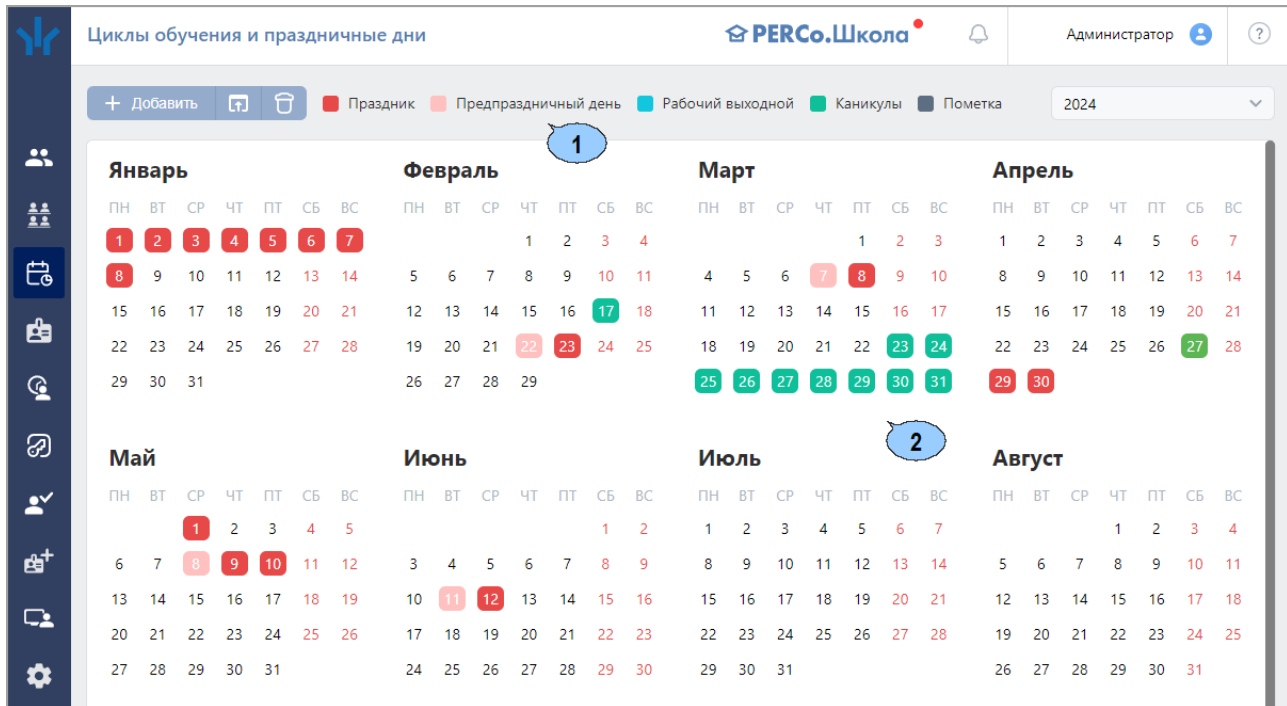 Циклы обучения и праздничные дни PERCo.Школа Администратор ?
+ Добавить Праздник Предпраздничный день Рабочий выходной Каникулы Пометка 2024
1
Январь Февраль Март Апрель
ПН ВТ СР ЧТ ПТ СБ ВС ПН ВТ СР ЧТ ПТ СБ ВС ПН ВТ СР ЧТ ПТ СБ ВС ПН ВТ СР ЧТ ПТ СБ ВС
1 2 3 4 5 6 7 1 2 3 4 1 2 3 1 2 3 4 5 6 7
8 9 10 11 12 13 14 5 6 7 8 9 10 11 4 5 6 7 8 9 10 8 9 10 11 12 13 14
15 16 17 18 19 20 21 12 13 14 15 16 17 18 11 12 13 14 15 16 17 15 16 17 18 19 20 21
22 23 24 25 26 27 28 19 20 21 22 23 24 25 18 19 20 21 22 23 24 22 23 24 25 26 27 28
29 30 31 26 27 28 29 25 26 27 28 29 30 31 29 30
2
Май Июнь Июль Август
ПН ВТ СР ЧТ ПТ СБ ВС ПН ВТ СР ЧТ ПТ СБ ВС ПН ВТ СР ЧТ ПТ СБ ВС ПН ВТ СР ЧТ ПТ СБ ВС
1 2 3 4 5 1 2 1 2 3 4 5 6 7 1 2 3 4
6 7 8 9 10 11 12 3 4 5 6 7 8 9 8 9 10 11 12 13 14 5 6 7 8 9 10 11
13 14 15 16 17 18 19 10 11 12 13 14 15 16 15 16 17 18 19 20 21 12 13 14 15 16 17 18
20 21 22 23 24 25 26 17 18 19 20 21 22 23 22 23 24 25 26 27 28 19 20 21 22 23 24 25
27 28 29 30 31 24 25 26 27 28 29 30 29 30 31 26 27 28 29 30 31